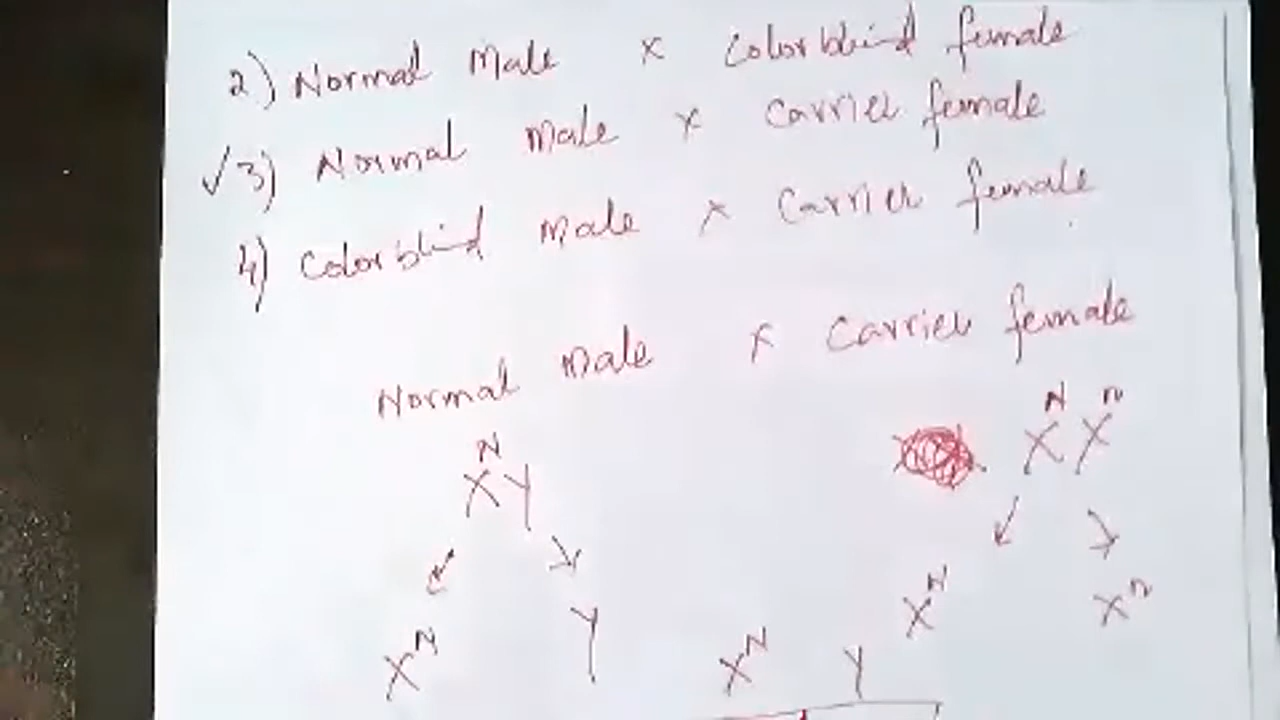 2) Normal Male x Colorblind female
√3) Normal Male x Carrier female
4) Colorblind Male x Carrier female
Normal Male x Carrier female
X^N Y X^N X^n
X^N Y X^N X^n
X^N Y